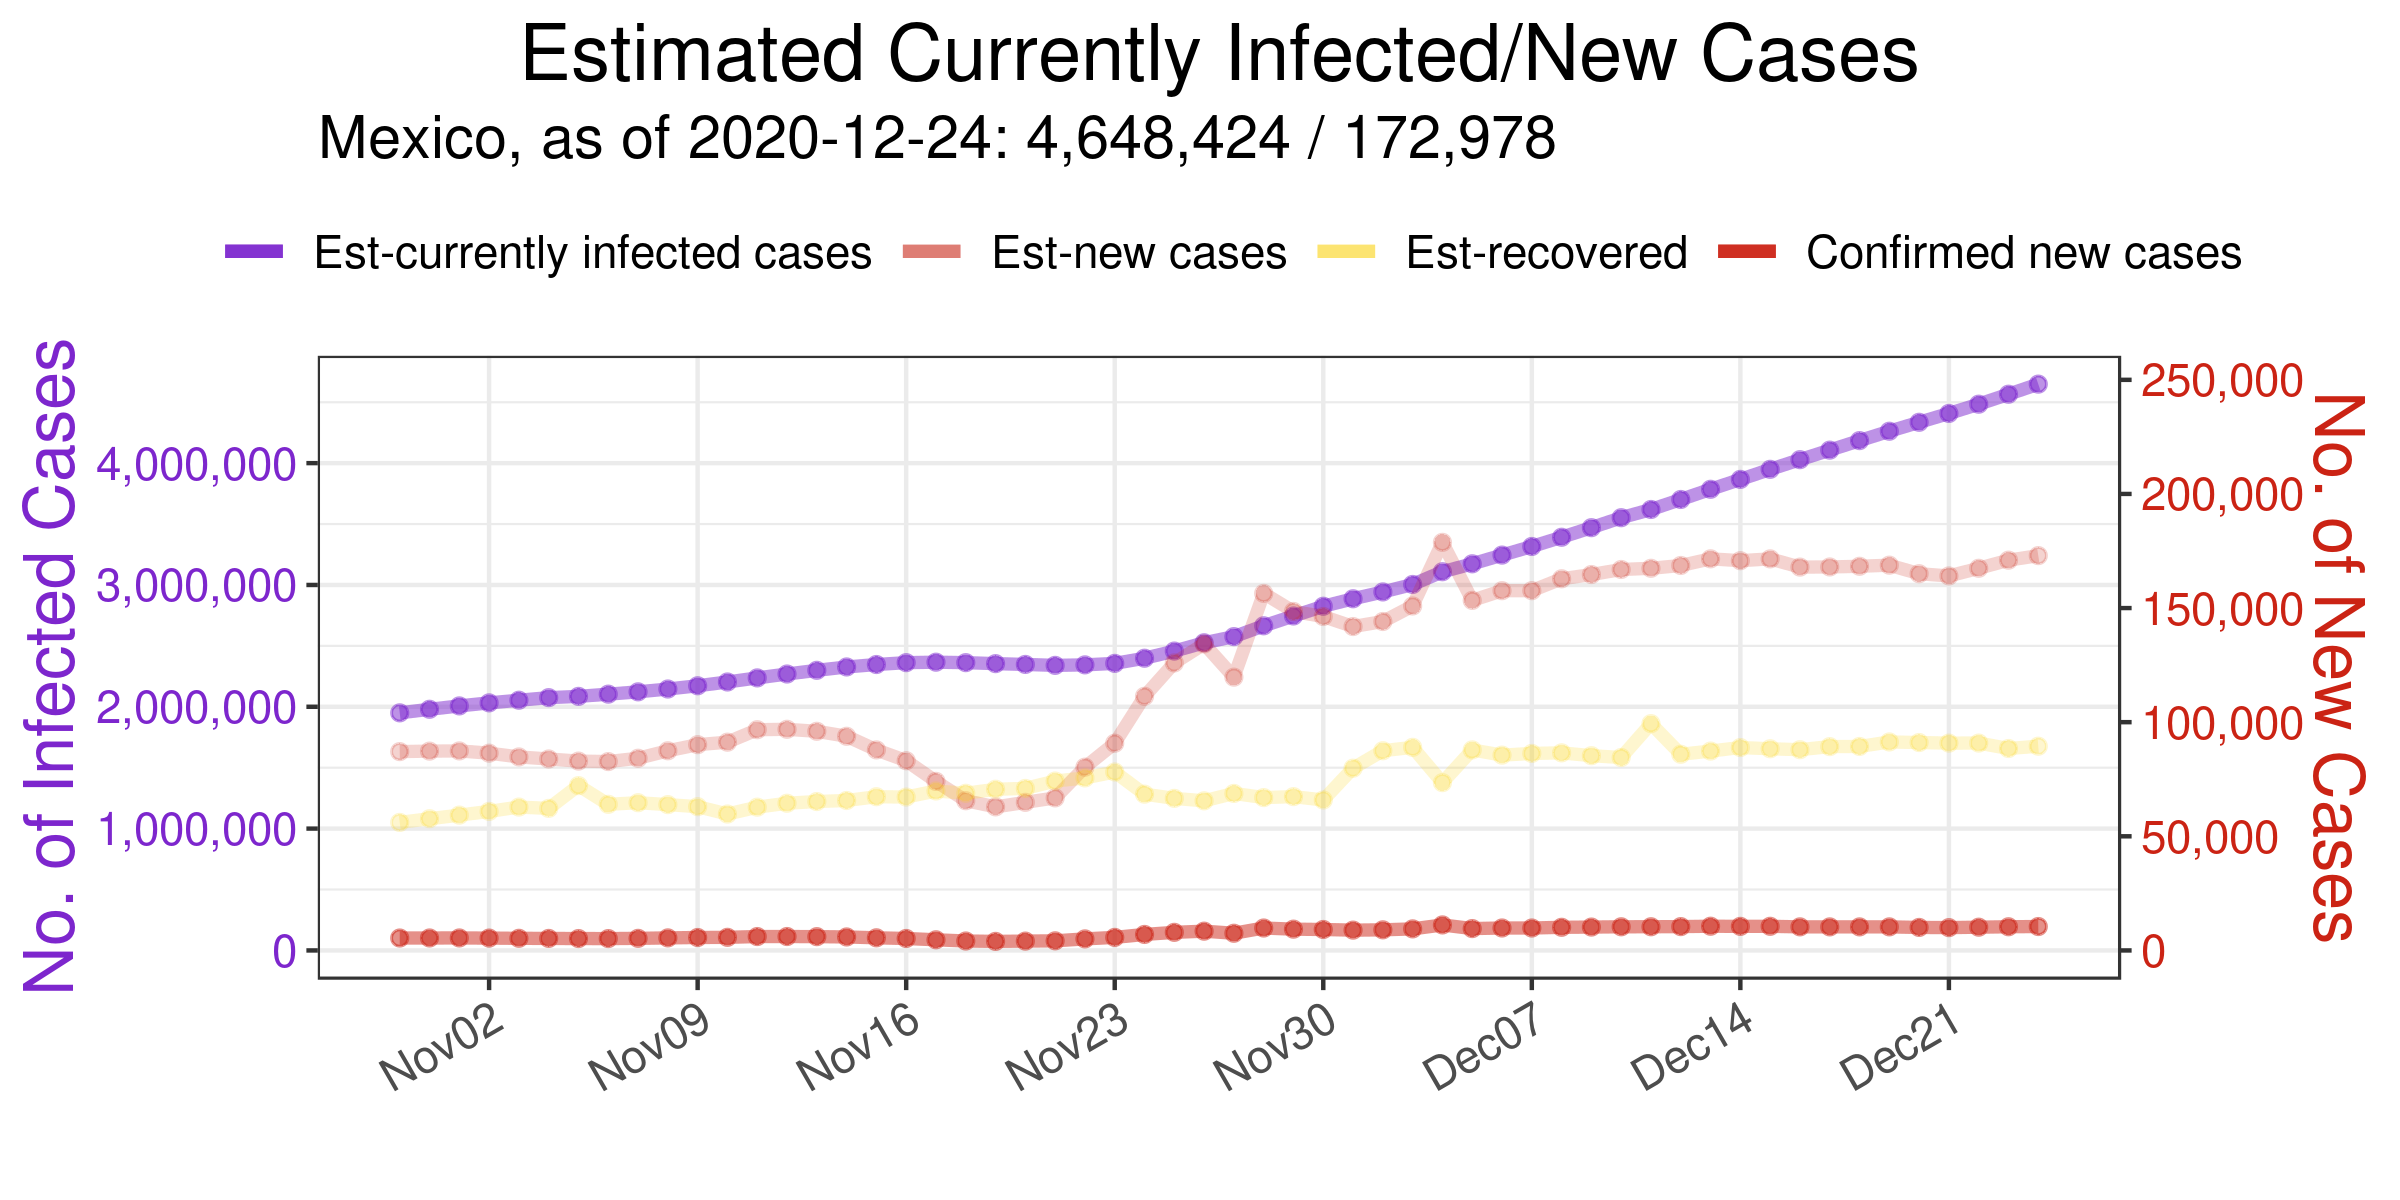 Estimated Currently Infected/New Cases
Mexico, as of 2020-12-24: 4,648,424 / 172,978
Est-currently infected cases Est-new cases Est-recovered Confirmed new cases
No. of Infected Cases
4,000,000
3,000,000
2,000,000
1,000,000
0
250,000
200,000
150,000
100,000
50,000
0
No. of New Cases
Nov02 Nov09 Nov16 Nov23 Nov30 Dec07 Dec14 Dec21